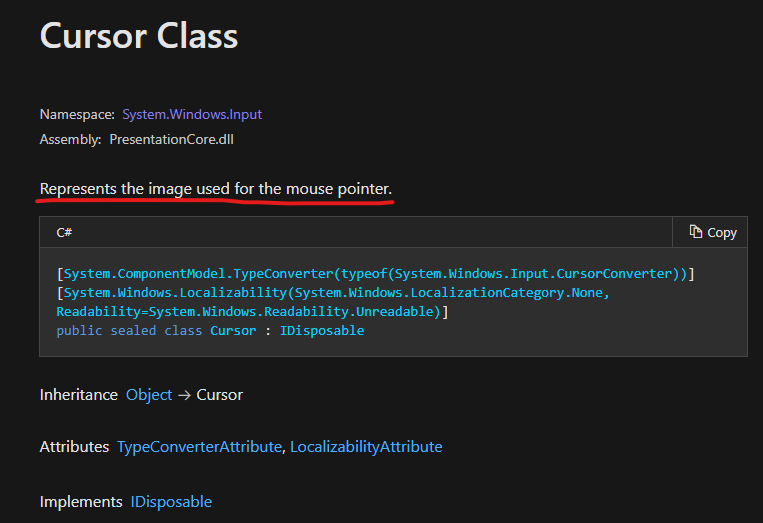 Cursor Class
Namespace: System.Windows.Input
Assembly: PresentationCore.dll
Represents the image used for the mouse pointer.
C# Copy
[System.ComponentModel.TypeConverter(typeof(System.Windows.Input.CursorConverter))]
[System.Windows.Localizability(System.Windows.LocalizationCategory.None,
Readability=System.Windows.Readability.Unreadable)]
public sealed class Cursor : IDisposable
Inheritance Object → Cursor
Attributes TypeConverterAttribute, LocalizabilityAttribute
Implements IDisposable